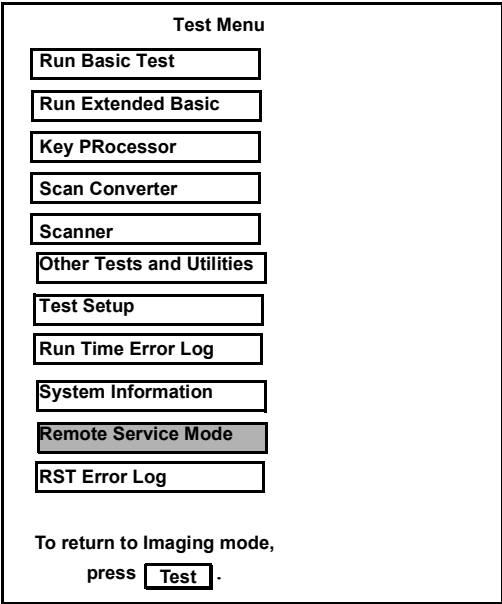 Test Menu
Run Basic Test
Run Extended Basic
Key PRocessor
Scan Converter
Scanner
Other Tests and Utilities
Test Setup
Run Time Error Log
System Information
Remote Service Mode
RST Error Log
To return to Imaging mode,
press Test .